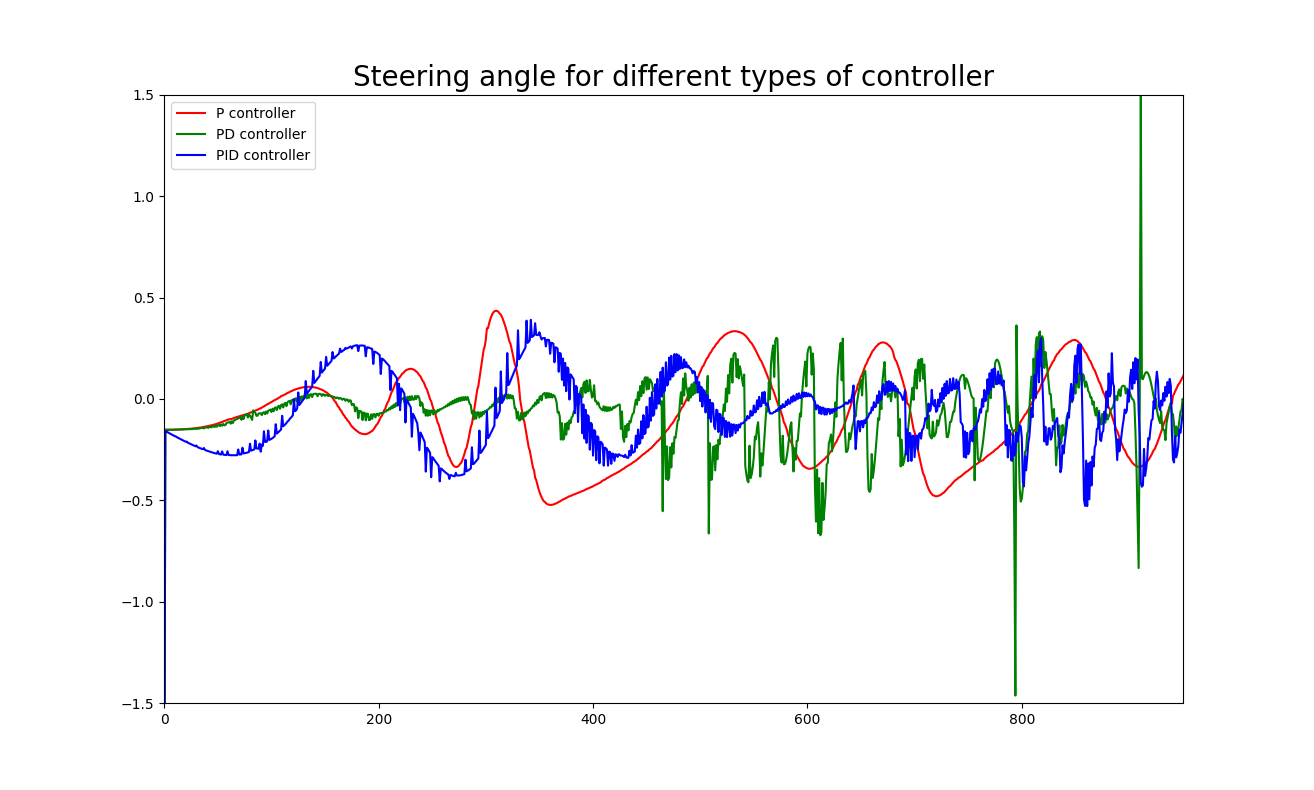 Steering angle for different types of controller
1.5
P controller
PD controller
PID controller
1.0
0.5
0.0
−0.5
−1.0
−1.5
0 200 400 600 800